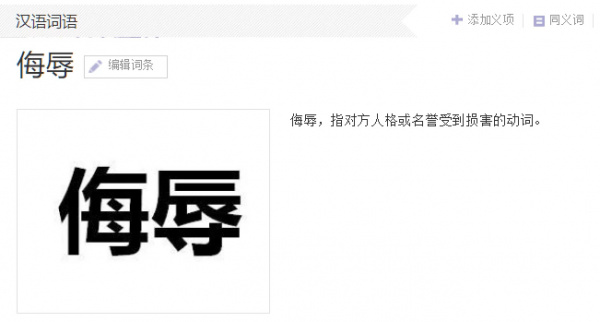 汉语词语
添加义项
同义词
侮辱
编辑词条
侮辱，指对方人格或名誉受到损害的动词。
侮辱